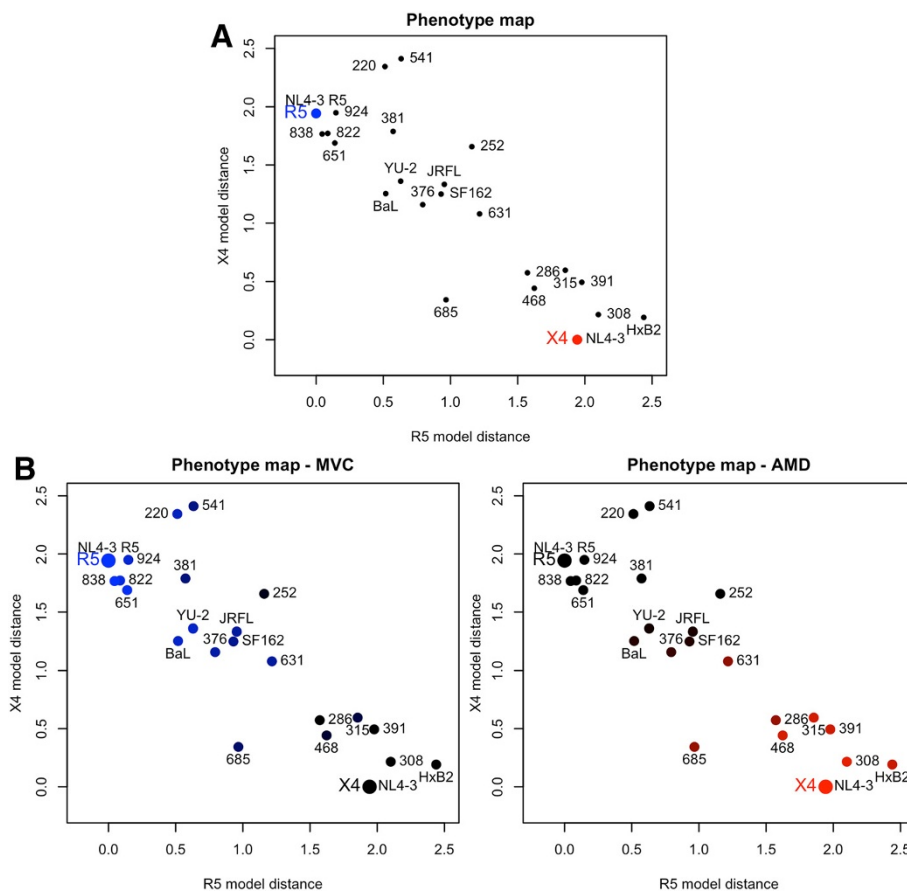 A
Phenotype map
X4 model distance
2.5
2.0
1.5
1.0
0.5
0.0
220
541
NL4-3 R5
R5
924
838
822
651
381
252
YU-2
JRFL
376
SF162
BaL
631
286
315
391
468
685
308
HxB2
X4
NL4-3
0.0 0.5 1.0 1.5 2.0 2.5
R5 model distance
B
Phenotype map - MVC
X4 model distance
2.5
2.0
1.5
1.0
0.5
0.0
220
541
NL4-3 R5
R5
924
838
822
651
381
252
YU-2
JRFL
376
SF162
BaL
631
286
315
391
468
685
308
HxB2
X4
NL4-3
0.0 0.5 1.0 1.5 2.0 2.5
R5 model distance
Phenotype map - AMD
X4 model distance
2.5
2.0
1.5
1.0
0.5
0.0
220
541
NL4-3 R5
R5
924
838
822
651
381
252
YU-2
JRFL
376
SF162
BaL
631
286
315
391
468
685
308
HxB2
X4
NL4-3
0.0 0.5 1.0 1.5 2.0 2.5
R5 model distance